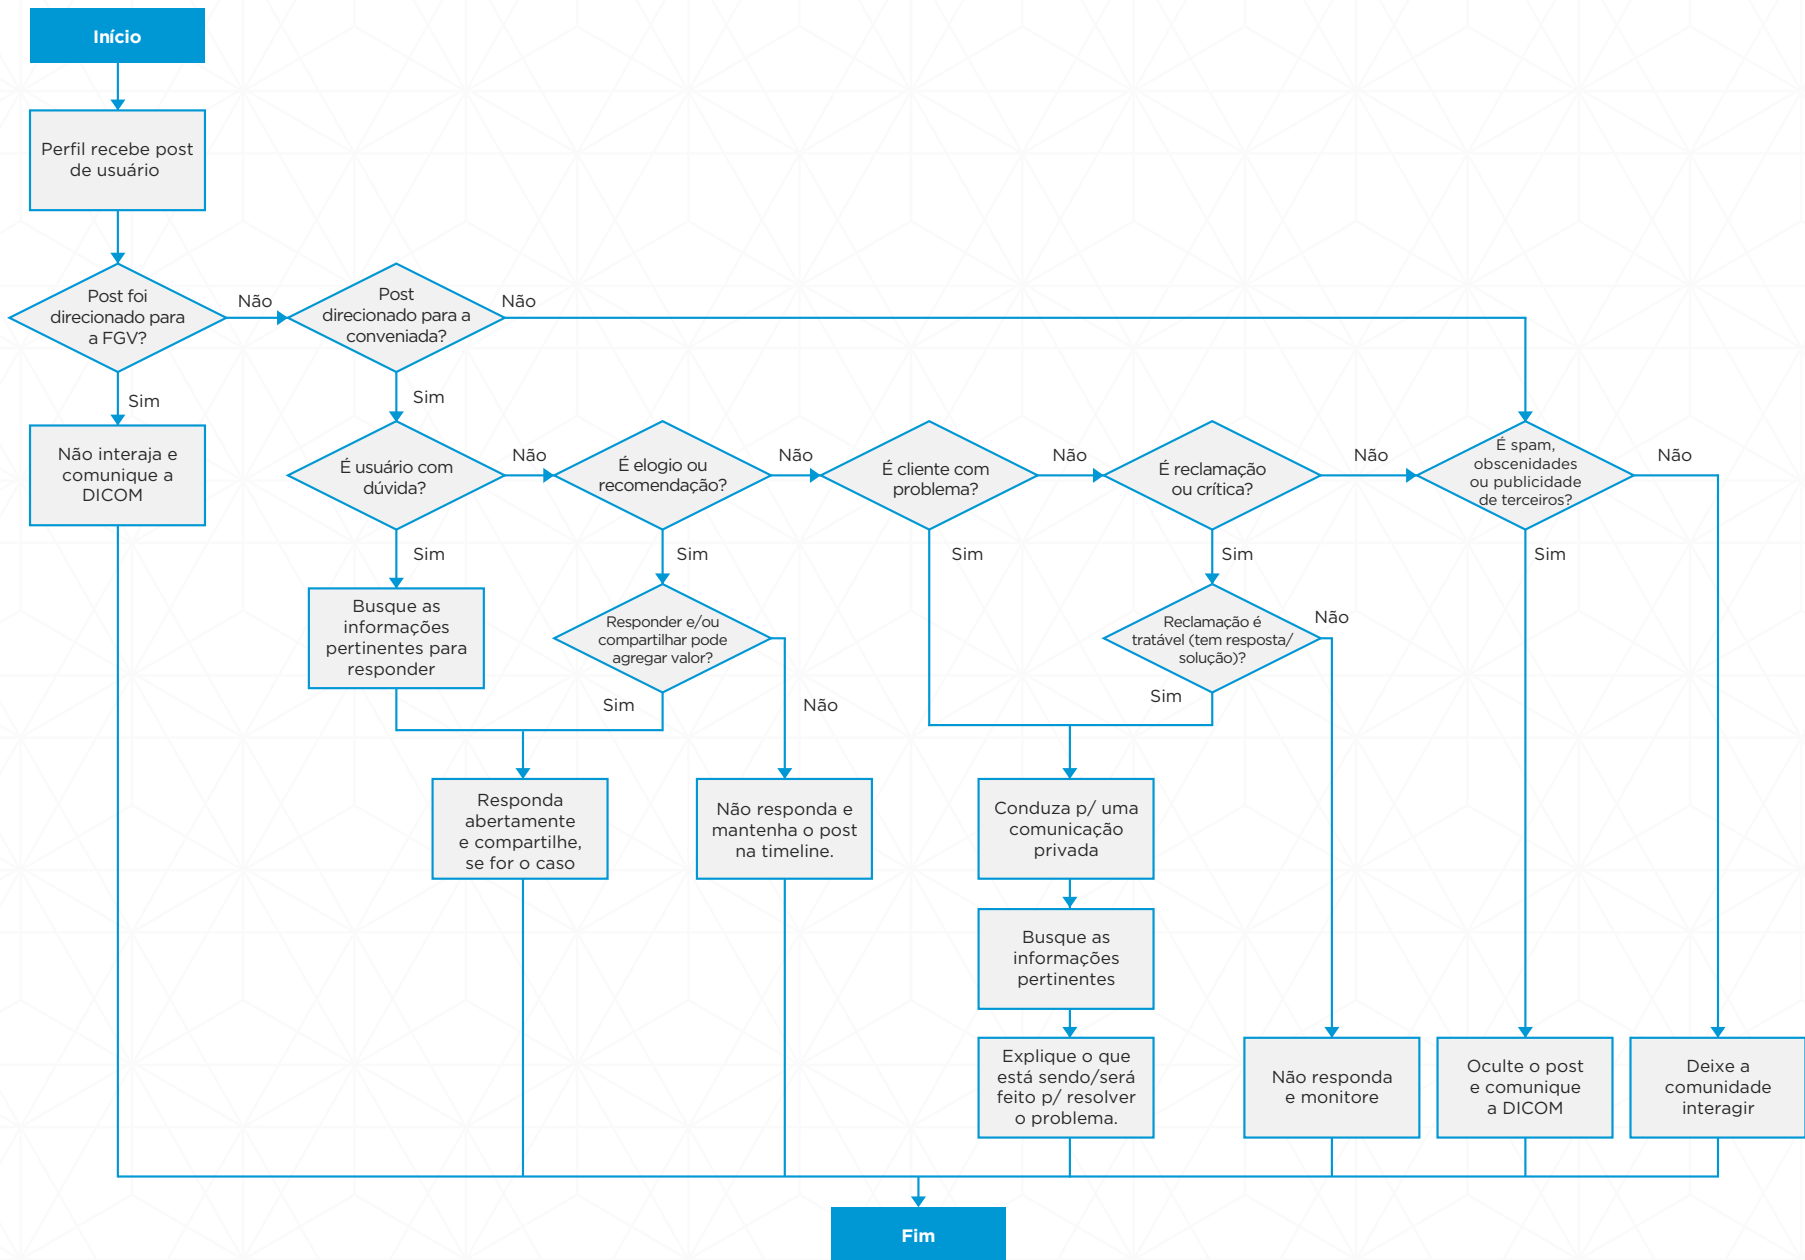 Início
Perfil recebe post
de usuário
Post foi
direcionado para
a FGV?
Não
Post
direcionado para a
conveniada?
Não
Sim
Sim
Não interaja e
comunique a
DICOM
É usuário com
dúvida?
Não
É elogio ou
recomendação?
Não
É cliente com
problema?
Não
É reclamação
ou crítica?
Não
É spam,
obscenidades
ou publicidade
de terceiros?
Não
Sim
Sim
Sim
Sim
Sim
Busque as
informações
pertinentes para
responder
Responder e/ou
compartilhar pode
agregar valor?
Reclamação é
tratável (tem resposta/
solução)?
Não
Sim
Não
Sim
Responda
abertamente
e compartilhe,
se for o caso
Não responda e
mantenha o post
na timeline.
Conduza p/ uma
comunicação
privada
Busque as
informações
pertinentes
Explique o que
está sendo/será
feito p/ resolver
o problema.
Não responda
e monitore
Oculte o post
e comunique
a DICOM
Deixe a
comunidade
interagir
Fim